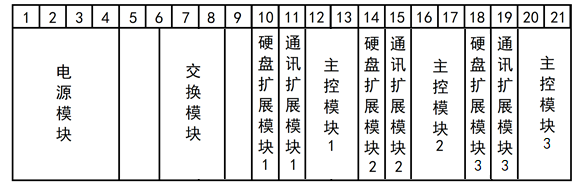 1 2 3 4 5 6 7 8 9 10 11 12 13 14 15 16 17 18 19 20 21
电源模块
交换模块
硬盘扩展模块1
通讯扩展模块1
主控模块1
硬盘扩展模块2
通讯扩展模块2
主控模块2
硬盘扩展模块3
通讯扩展模块3
主控模块3